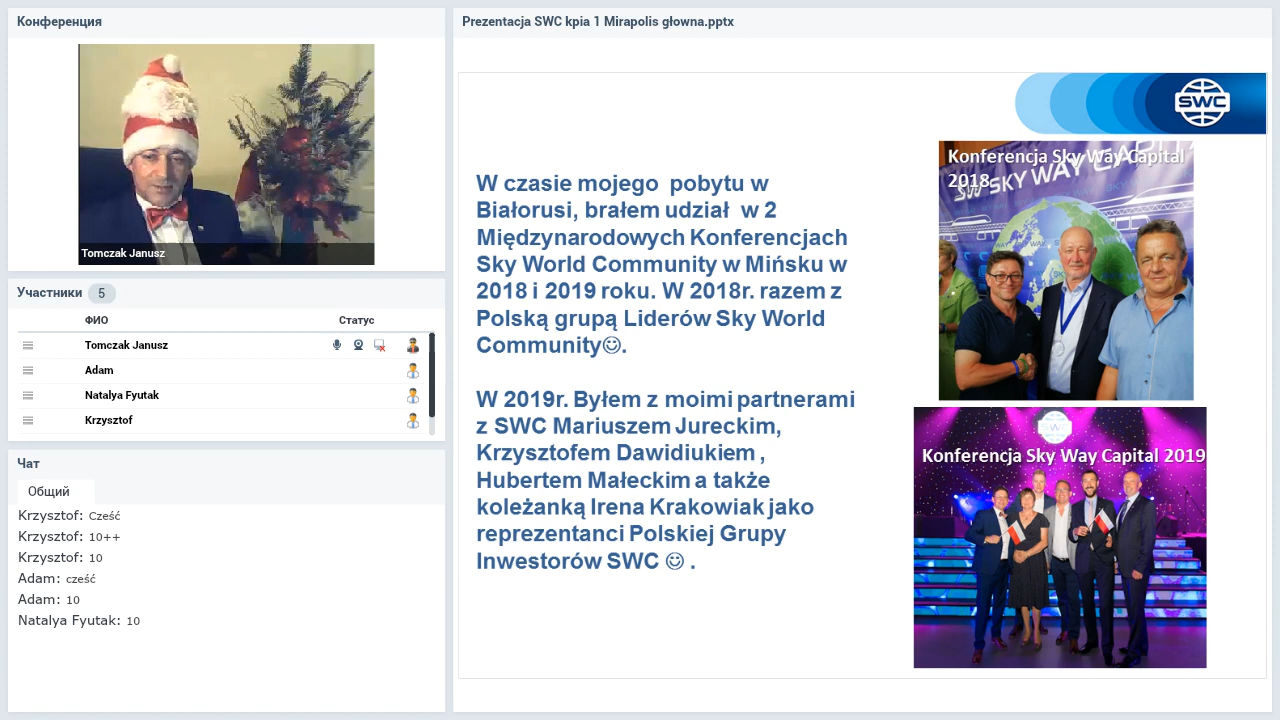 Конференция
Tomczak Janusz
Участники 5
ФИО Статус
Tomczak Janusz
Adam
Natalya Fyutak
Krzysztof
Чат
Общий
Krzysztof: Cześć
Krzysztof: 10++
Krzysztof: 10
Adam: cześć
Adam: 10
Natalya Fyutak: 10
Prezentacja SWC kpia 1 Mirapolis głowna.pptx
SWC
W czasie mojego pobytu w
Białorusi, brałem udział w 2
Międzynarodowych Konferencjach
Sky World Community w Mińsku w
2018 i 2019 roku. W 2018r. razem z
Polską grupą Liderów Sky World
Community☺.
W 2019r. Byłem z moimi partnerami
z SWC Mariuszem Jureckim,
Krzysztofem Dawidiukiem ,
Hubertem Małeckim a także
koleżanką Irena Krakowiak jako
reprezentanci Polskiej Grupy
Inwestorów SWC ☺ .
Konferencja Sky Way Capital
2018
SW SKY WAY CAPITAL
Konferencja Sky Way Capital 2019